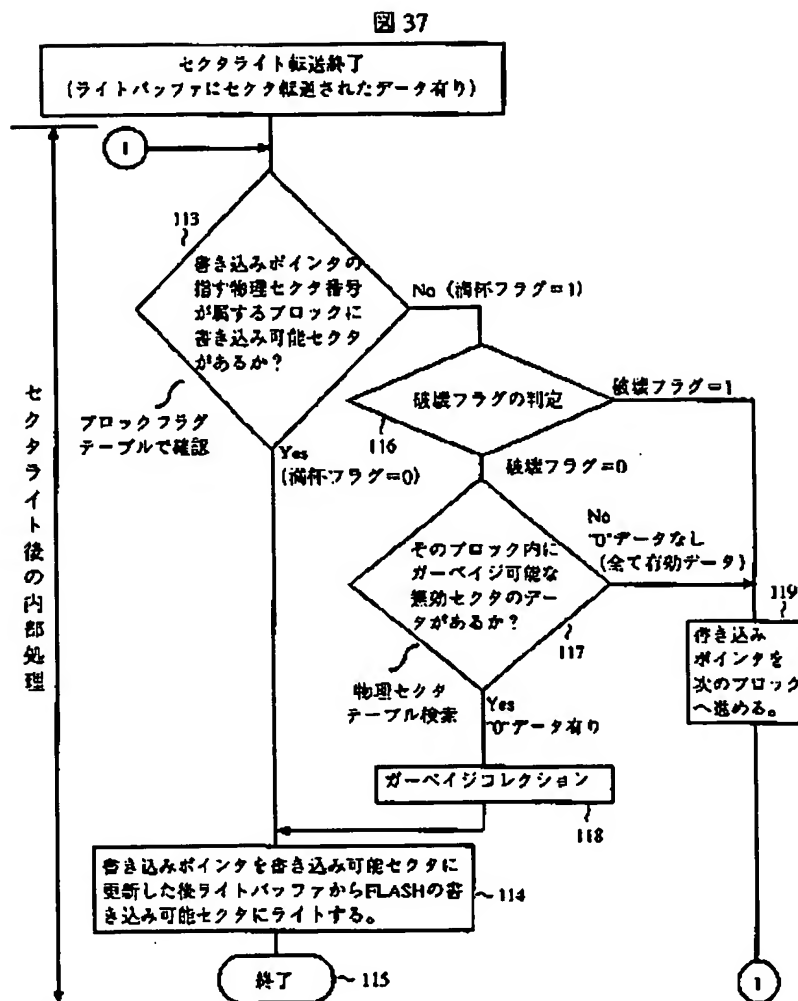 図37
セクタライト転送終了
(ライトバッファにセクタ転送されたデータ有り)
1
113
書き込みポインタの
指す物理セクタ番号
が属するブロックに
書き込み可能セクタ
があるか?
No (満杯フラグ=1)
ブロックフラグ
テーブルで確認
Yes
(満杯フラグ=0)
破壊フラグの判定
破壊フラグ=1
116
破壊フラグ=0
そのブロック内に
ガーベイジ可能な
無効セクタのデー
タがあるか?
No
"0"データなし
(全て有効データ)
117
物理セクタ
テーブル検索
Yes
"0"データ有り
119
書き込み
ポインタを
次のブロック
へ進める。
ガーベイジコレクション
118
書き込みポインタを書き込み可能セクタに
更新した後ライトバッファからFLASHの書
き込み可能セクタにライトする。
114
終了
115
1
セクタライト後の内部処理